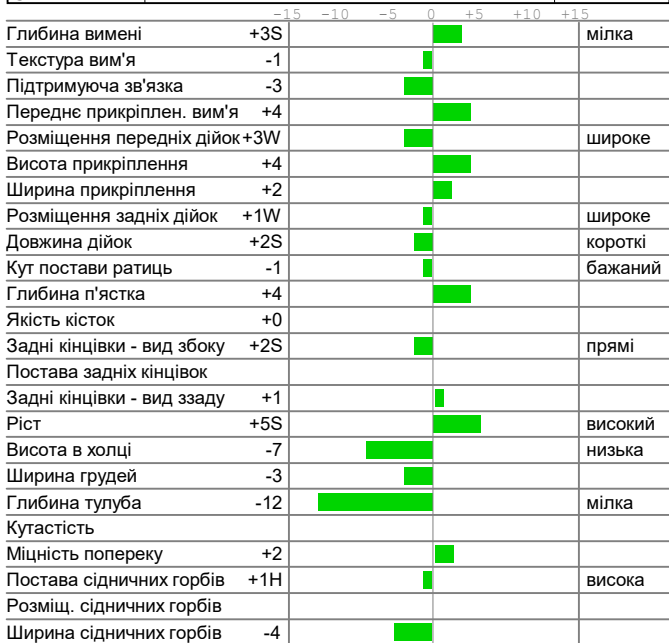 -15 -10 -5 0 +5 +10 +15
Глибина вимені +3S мілка
Текстура вим'я -1
Підтримуюча зв'язка -3
Переднє прикріплен. вим'я +4
Розміщення передніх дійок +3W широке
Висота прикріплення +4
Ширина прикріплення +2
Розміщення задніх дійок +1W широке
Довжина дійок +2S короткі
Кут постави ратиць -1 бажаний
Глибина п'ястка +4
Якість кісток +0
Задні кінцівки - вид збоку +2S прямі
Постава задніх кінцівок
Задні кінцівки - вид ззаду +1
Ріст +5S високий
Висота в холці -7 низька
Ширина грудей -3
Глибина тулуба -12 мілка
Кутастість
Міцність попереку +2
Постава сідничних горбів +1H висока
Розміщ. сідничних горбів
Ширина сідничних горбів -4